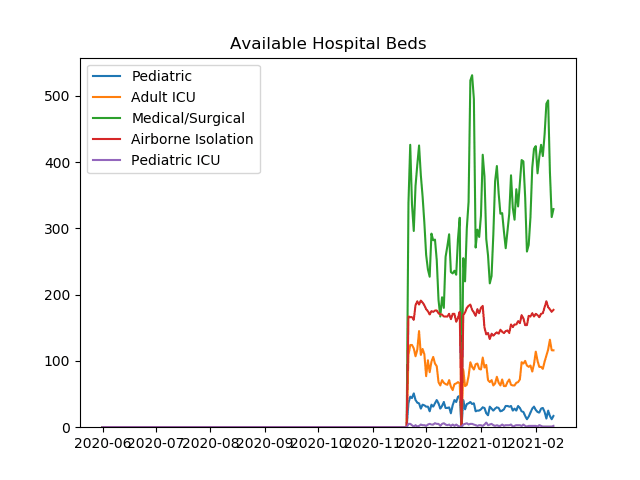 Available Hospital Beds
Pediatric
Adult ICU
Medical/Surgical
Airborne Isolation
Pediatric ICU
500
400
300
200
100
0
2020-06 2020-07 2020-08 2020-09 2020-10 2020-11 2020-12 2021-01 2021-02